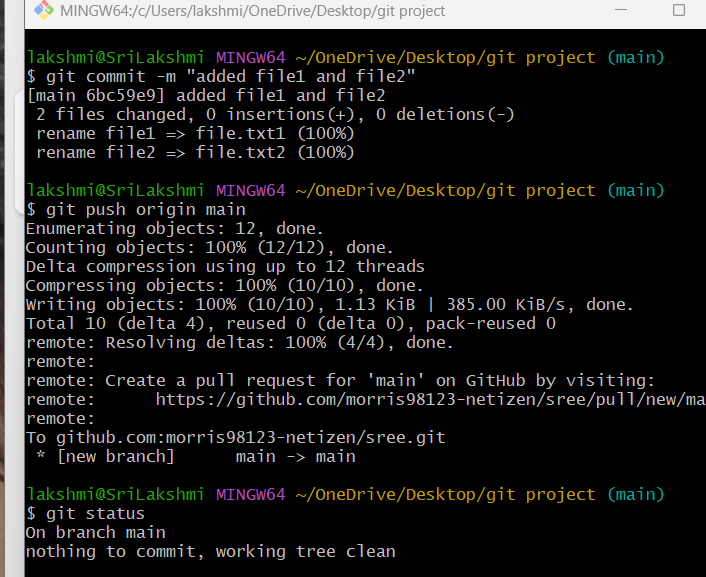 MINGW64:/c/Users/lakshmi/OneDrive/Desktop/git project
lakshmi@SriLakshmi MINGW64 ~/OneDrive/Desktop/git project (main)
$ git commit -m "added file1 and file2"
[main 6bc59e9] added file1 and file2
 2 files changed, 0 insertions(+), 0 deletions(-)
 rename file1 => file.txt1 (100%)
 rename file2 => file.txt2 (100%)
lakshmi@SriLakshmi MINGW64 ~/OneDrive/Desktop/git project (main)
$ git push origin main
Enumerating objects: 12, done.
Counting objects: 100% (12/12), done.
Delta compression using up to 12 threads
Compressing objects: 100% (10/10), done.
Writing objects: 100% (10/10), 1.13 KiB | 385.00 KiB/s, done.
Total 10 (delta 4), reused 0 (delta 0), pack-reused 0
remote: Resolving deltas: 100% (4/4), done.
remote:
remote: Create a pull request for 'main' on GitHub by visiting:
remote:      https://github.com/morris98123-netizen/sree/pull/new/ma
remote:
To github.com:morris98123-netizen/sree.git
 * [new branch]      main -> main
lakshmi@SriLakshmi MINGW64 ~/OneDrive/Desktop/git project (main)
$ git status
On branch main
nothing to commit, working tree clean